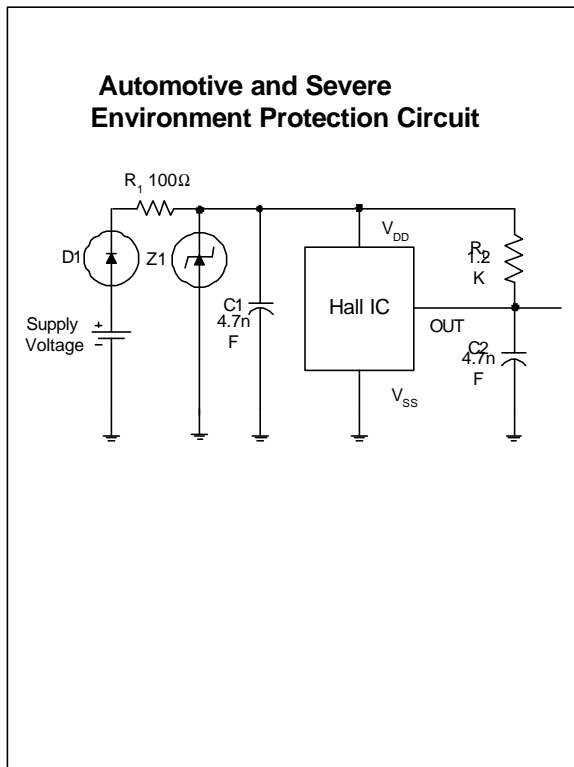 Automotive and Severe
Environment Protection Circuit
R1 100Ω
D1
Z1
VDD
1.2
K
C1
4.7n
F
Hall IC
OUT
Supply
Voltage
+
−
C2
4.7n
F
VSS